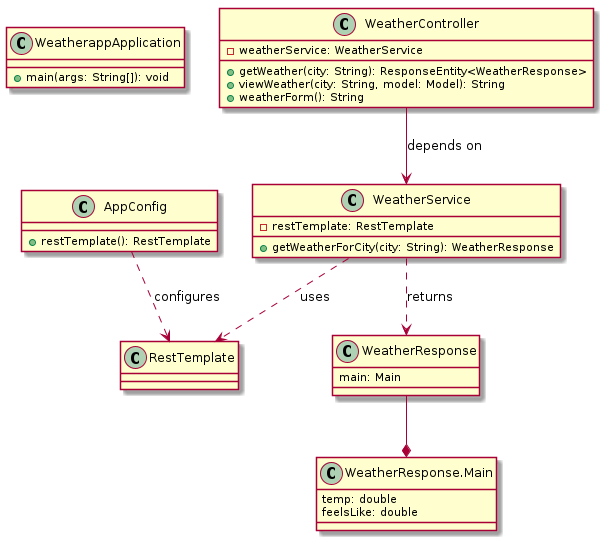 WeatherappApplication
main(args: String[]): void
WeatherController
weatherService: WeatherService
getWeather(city: String): ResponseEntity<WeatherResponse>
viewWeather(city: String, model: Model): String
weatherForm(): String
depends on
AppConfig
restTemplate(): RestTemplate
WeatherService
restTemplate: RestTemplate
getWeatherForCity(city: String): WeatherResponse
configures
uses
returns
RestTemplate
WeatherResponse
main: Main
WeatherResponse.Main
temp: double
feelsLike: double